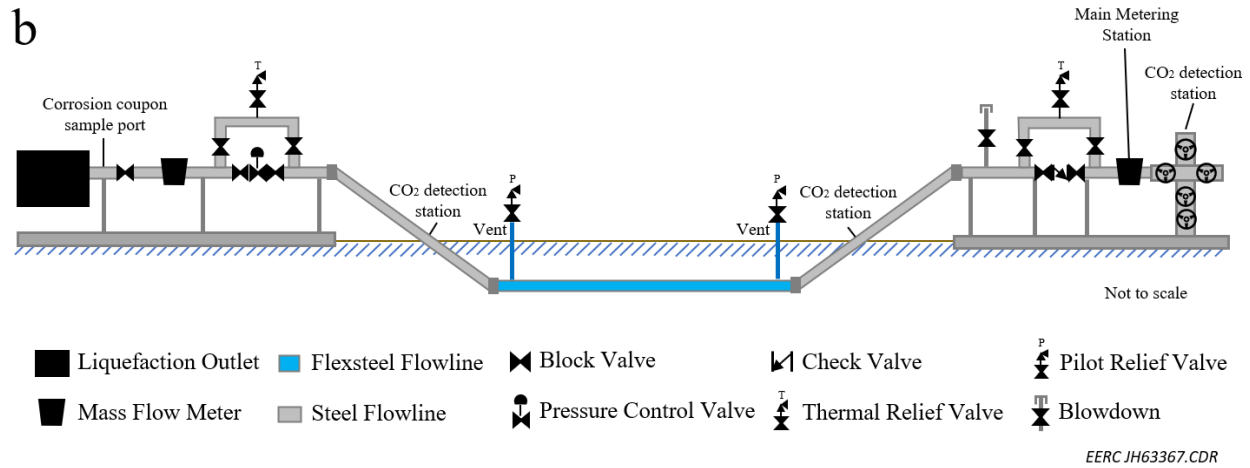 b
Main Metering
Station
CO2 detection
station
T
T
Corrosion coupon
sample port
CO2 detection
station
P
Vent
P
Vent
CO2 detection
station
Not to scale
Liquefaction Outlet
Flexsteel Flowline
Block Valve
Check Valve
P
Pilot Relief Valve
Mass Flow Meter
Steel Flowline
Pressure Control Valve
T
Thermal Relief Valve
Blowdown
EERC JH63367.CDR